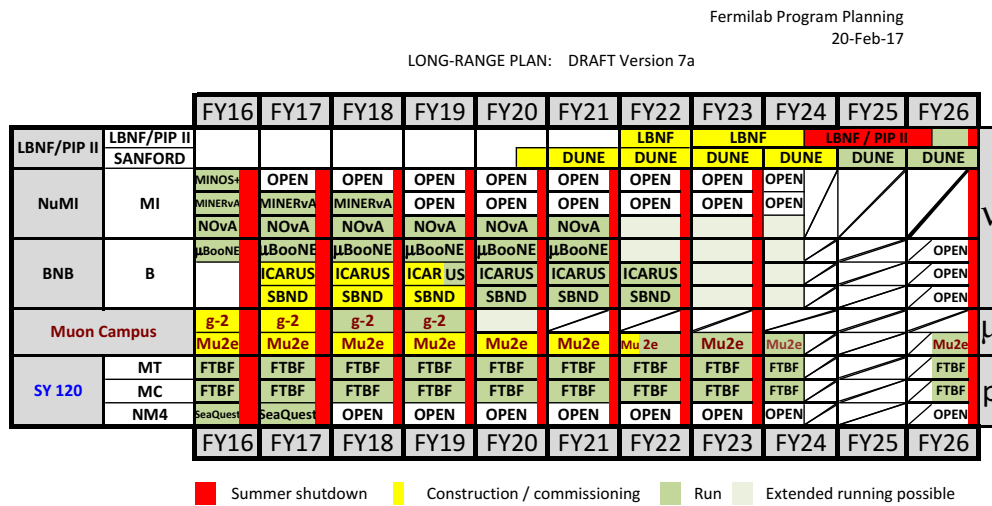 Fermilab Program Planning
20-Feb-17
LONG-RANGE PLAN: DRAFT Version 7a
FY16 FY17 FY18 FY19 FY20 FY21 FY22 FY23 FY24 FY25 FY26
LBNF/PIP II LBNF/PIP II LBNF LBNF LBNF / PIP II
SANFORD DUNE DUNE DUNE DUNE DUNE DUNE
NuMI MI MINOS+ OPEN OPEN OPEN OPEN OPEN OPEN OPEN OPEN
MINERvA MINERvA MINERvA OPEN OPEN OPEN OPEN OPEN OPEN
NOvA NOvA NOvA NOvA NOvA NOvA
BNB B μBooNE μBooNE μBooNE μBooNE μBooNE μBooNE OPEN
ICARUS ICARUS ICARUS ICARUS ICARUS ICARUS OPEN
SBND SBND SBND SBND SBND SBND OPEN
Muon Campus g-2 g-2 g-2 g-2
Mu2e Mu2e Mu2e Mu2e Mu2e Mu2e Mu2e Mu2e Mu2e Mu2e
SY 120 MT FTBF FTBF FTBF FTBF FTBF FTBF FTBF FTBF FTBF FTBF
MC FTBF FTBF FTBF FTBF FTBF FTBF FTBF FTBF FTBF FTBF
NM4 SeaQuest SeaQuest OPEN OPEN OPEN OPEN OPEN OPEN OPEN OPEN
FY16 FY17 FY18 FY19 FY20 FY21 FY22 FY23 FY24 FY25 FY26
Summer shutdown Construction / commissioning Run Extended running possible